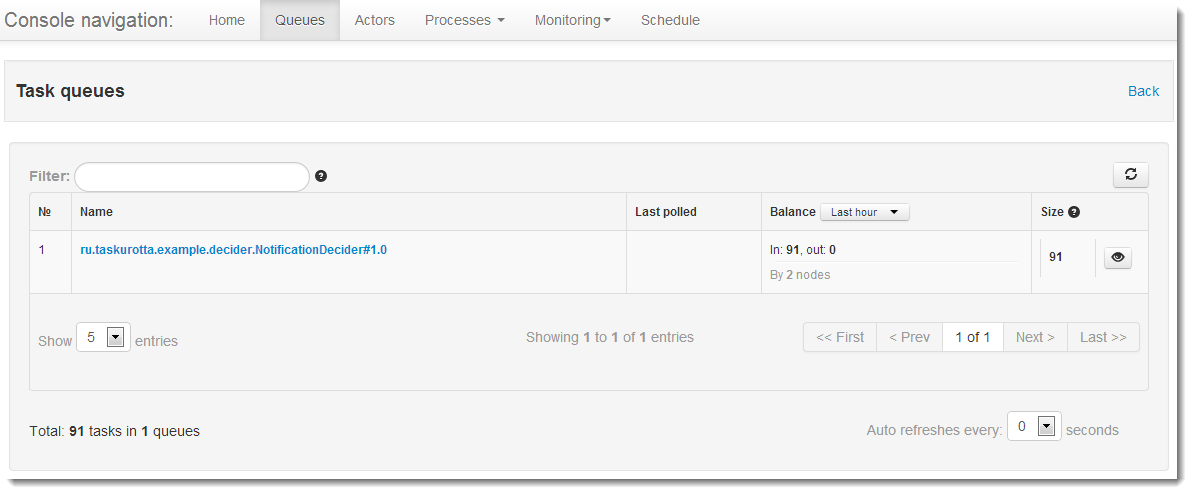 Console navigation: Home Queues Actors Processes Monitoring Schedule
Task queues Back
Filter:
№ Name Last polled Balance Last hour Size
1 ru.taskurotta.example.decider.NotificationDecider#1.0 In: 91, out: 0 91
By 2 nodes
Show 5 entries Showing 1 to 1 of 1 entries << First < Prev 1 of 1 Next > Last >>
Total: 91 tasks in 1 queues Auto refreshes every: 0 seconds